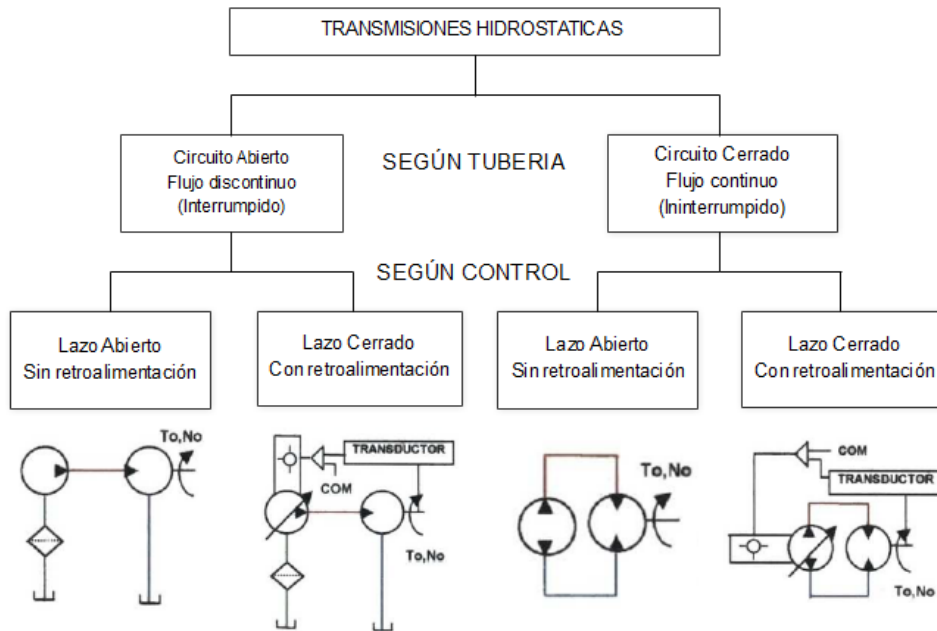 TRANSMISIONES HIDROSTATICAS
Circuito Abierto
Flujo discontinuo
(Interrumpido)
SEGÚN TUBERIA
Circuito Cerrado
Flujo continuo
(Ininterrumpido)
SEGÚN CONTROL
Lazo Abierto
Sin retroalimentación
Lazo Cerrado
Con retroalimentación
Lazo Abierto
Sin retroalimentación
Lazo Cerrado
Con retroalimentación
To,No
TRANSDUCTOR
COM
To,No
To,No
COM
TRANSDUCTOR
To,No